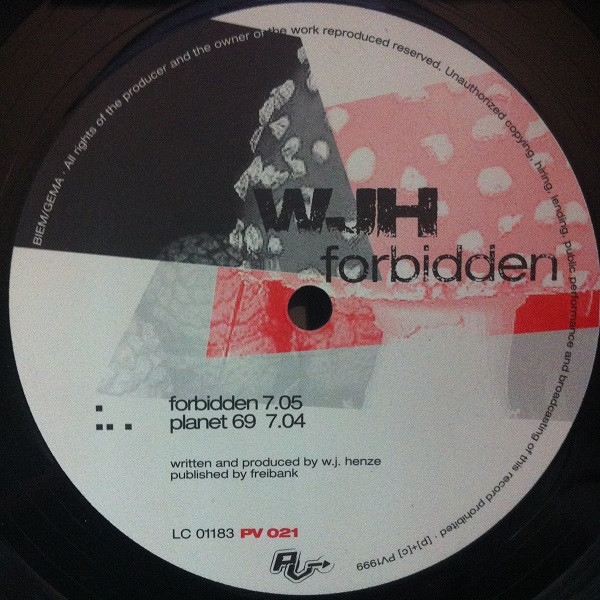 BIEM/GEMA · All rights of the producer and the owner of the work reproduced reserved. Unauthorized copying, hiring, lending, public performance and broadcasting of this record prohibited · [p]+[c] PV1999
WJH
forbidden
forbidden 7.05
planet 69 7.04
written and produced by w.j. henze
published by freibank
LC 01183 PV 021
PV